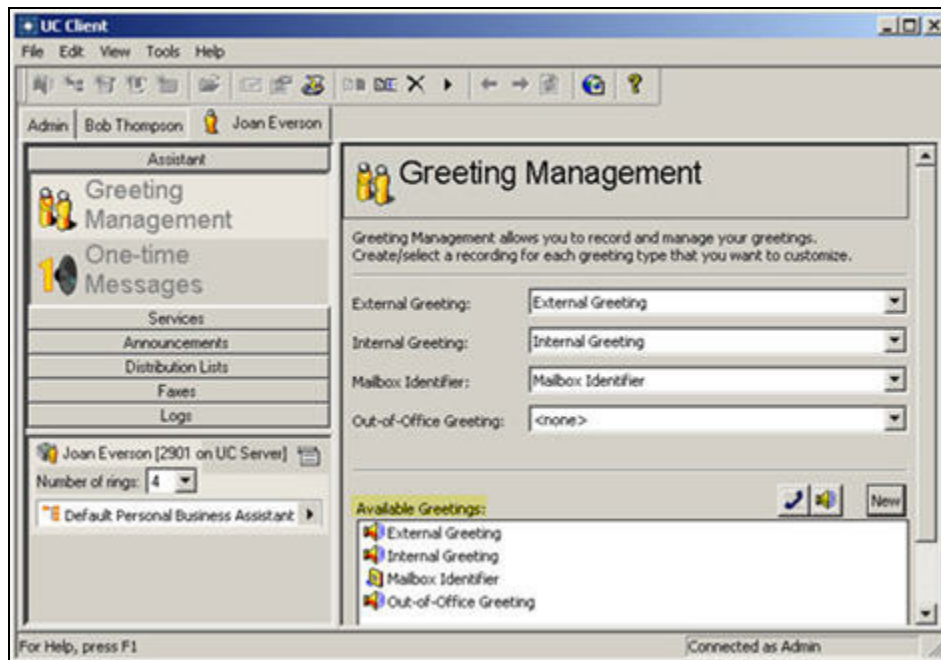 UC Client
File Edit View Tools Help
Admin Bob Thompson Joan Everson
Assistant
Greeting
Management
One-time
Messages
Services
Announcements
Distribution Lists
Faxes
Logs
Joan Everson [2901 on UC Server]
Number of rings: 4
Default Personal Business Assistant
Greeting Management
Greeting Management allows you to record and manage your greetings.
Create/select a recording for each greeting type that you want to customize.
External Greeting: External Greeting
Internal Greeting: Internal Greeting
Mailbox Identifier: Mailbox Identifier
Out-of-Office Greeting: <none>
Available Greetings: New
External Greeting
Internal Greeting
Mailbox Identifier
Out-of-Office Greeting
For Help, press F1 Connected as Admin